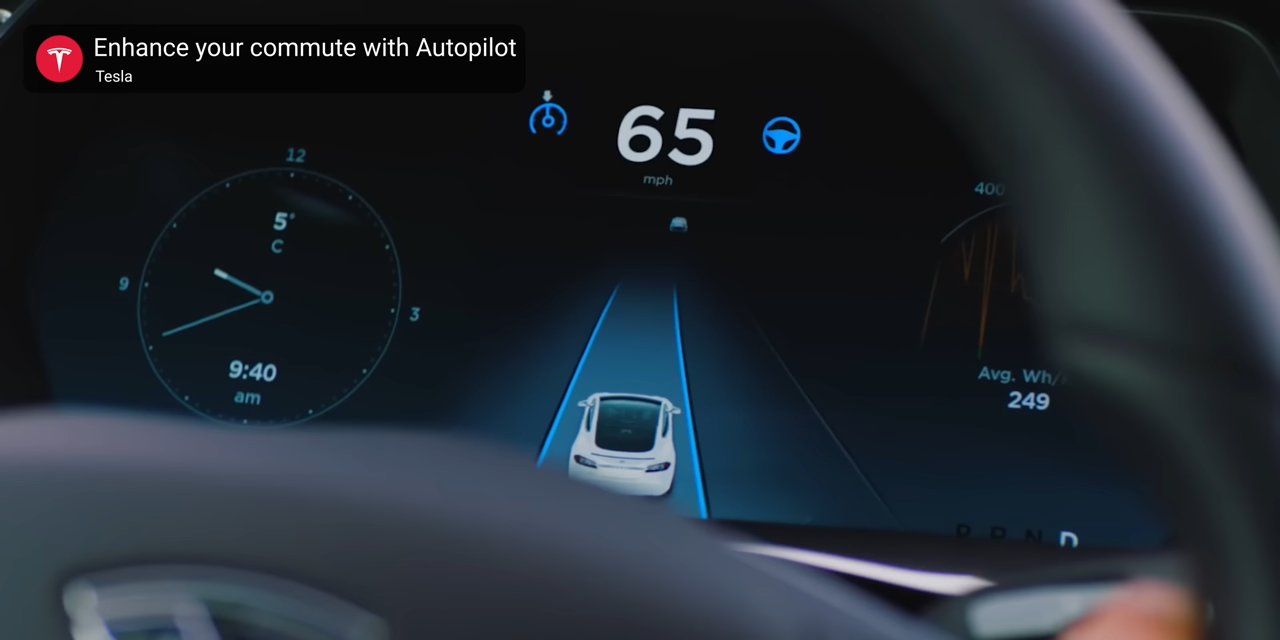 Enhance your commute with Autopilot
Tesla
65
mph
12
5°
C
9
3
9:40
am
400
Avg. Wh/
249
P R N D